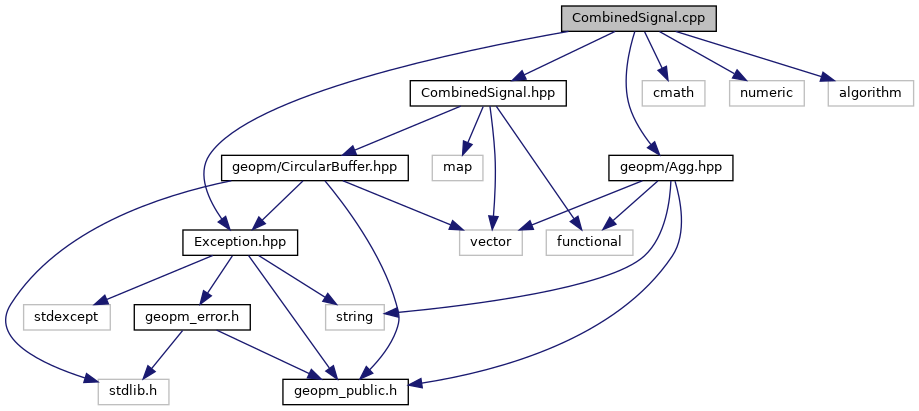 CombinedSignal.cpp
CombinedSignal.hpp
cmath
numeric
algorithm
geopm/CircularBuffer.hpp
map
geopm/Agg.hpp
Exception.hpp
vector
functional
stdexcept
geopm_error.h
string
stdlib.h
geopm_public.h